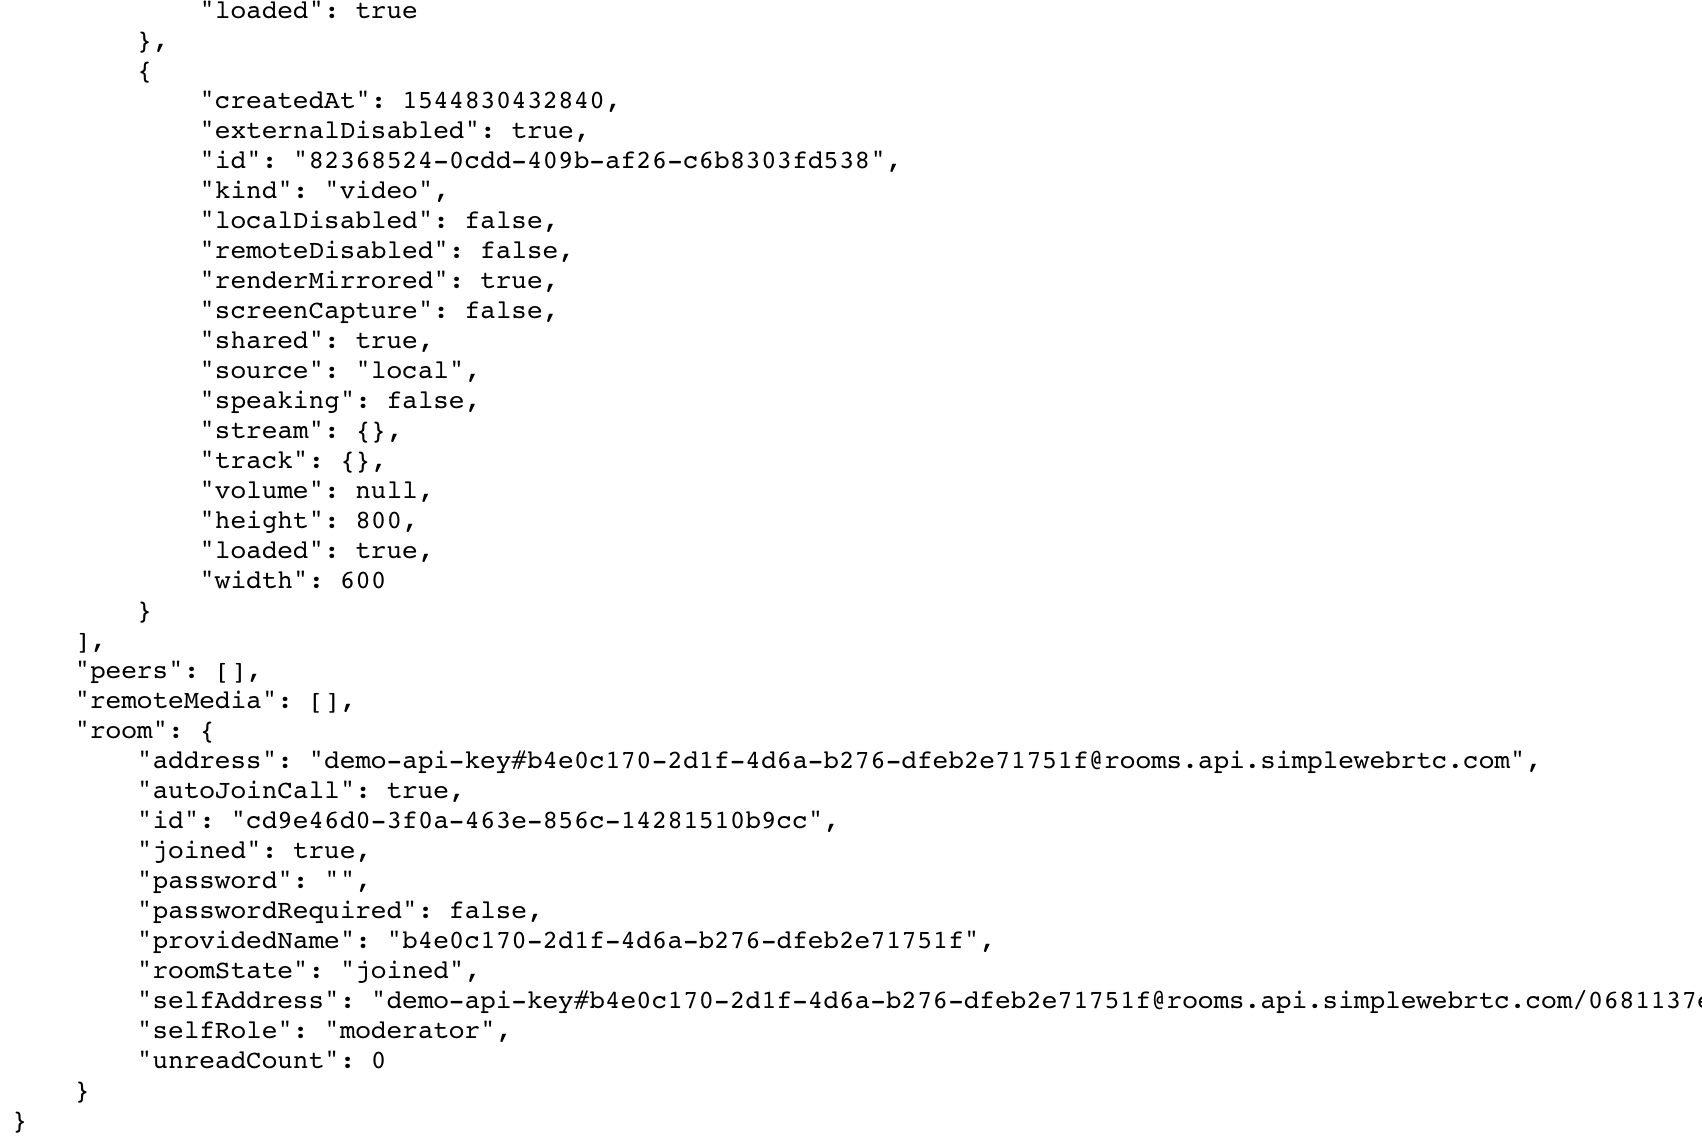 "loaded": true
},
{
"createdAt": 1544830432840,
"externalDisabled": true,
"id": "82368524-0cdd-409b-af26-c6b8303fd538",
"kind": "video",
"localDisabled": false,
"remoteDisabled": false,
"renderMirrored": true,
"screenCapture": false,
"shared": true,
"source": "local",
"speaking": false,
"stream": {},
"track": {},
"volume": null,
"height": 800,
"loaded": true,
"width": 600
}
],
"peers": [],
"remoteMedia": [],
"room": {
"address": "demo-api-key#b4e0c170-2d1f-4d6a-b276-dfeb2e71751f@rooms.api.simplewebrtc.com",
"autoJoinCall": true,
"id": "cd9e46d0-3f0a-463e-856c-14281510b9cc",
"joined": true,
"password": "",
"passwordRequired": false,
"providedName": "b4e0c170-2d1f-4d6a-b276-dfeb2e71751f",
"roomState": "joined",
"selfAddress": "demo-api-key#b4e0c170-2d1f-4d6a-b276-dfeb2e71751f@rooms.api.simplewebrtc.com/0681137e
"selfRole": "moderator",
"unreadCount": 0
}
}